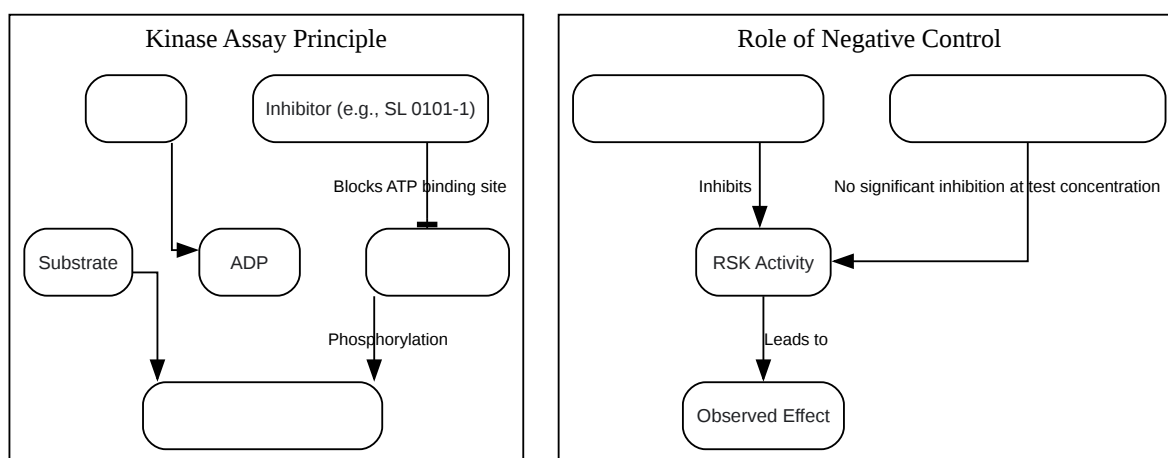 Kinase Assay Principle
Inhibitor (e.g., SL 0101-1)
Blocks ATP binding site
Substrate
ADP
Phosphorylation
Role of Negative Control
Inhibits
No significant inhibition at test concentration
RSK Activity
Leads to
Observed Effect